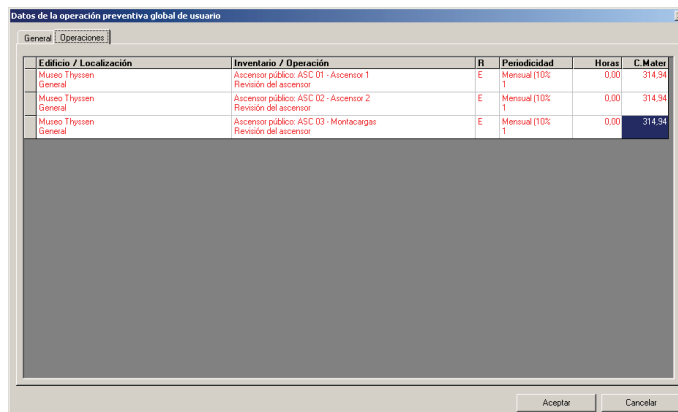 Datos de la operación preventiva global de usuario
General Operaciones
Edificio / Localización Inventario / Operación R Periodicidad Horas C.Mater
Museo Thyssen Ascensor público: ASC 01 - Ascensor 1 E Mensual (10% 0,00 314,94
General Revisión del ascensor 1
Museo Thyssen Ascensor público: ASC 02 - Ascensor 2 E Mensual (10% 0,00 314,94
General Revisión del ascensor 1
Museo Thyssen Ascensor público: ASC 03 - Montacargas E Mensual (10% 0,00 314,94
General Revisión del ascensor 1
Aceptar Cancelar